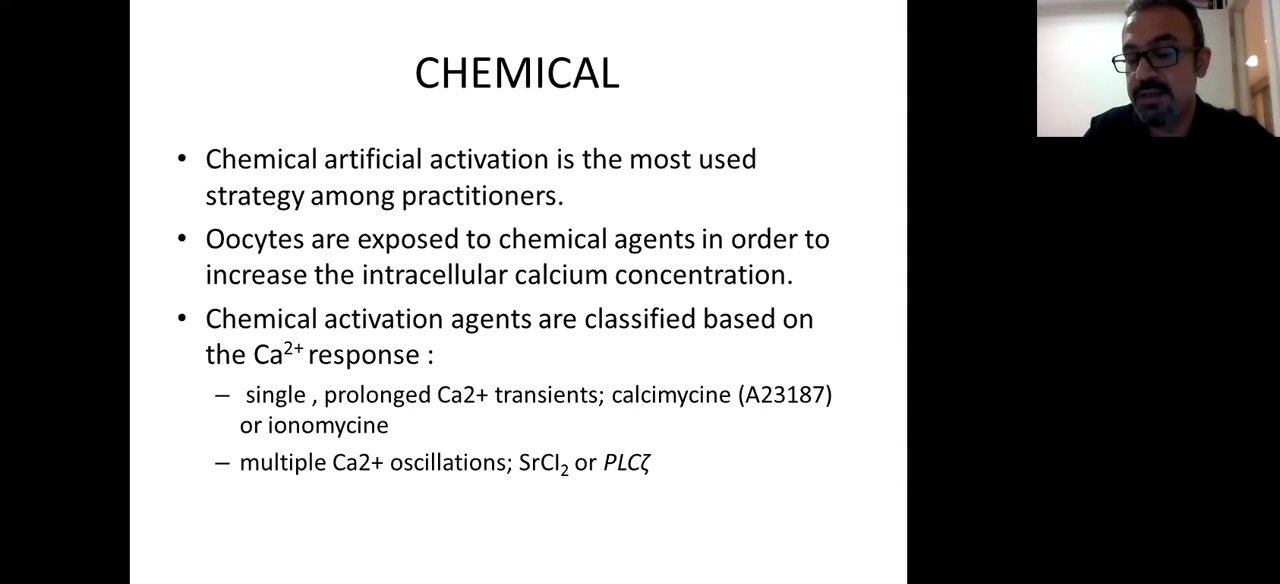 CHEMICAL
• Chemical artificial activation is the most used
strategy among practitioners.
• Oocytes are exposed to chemical agents in order to
increase the intracellular calcium concentration.
• Chemical activation agents are classified based on
the Ca²⁺ response :
– single , prolonged Ca2+ transients; calcimycine (A23187)
or ionomycine
– multiple Ca2+ oscillations; SrCl₂ or PLCζ